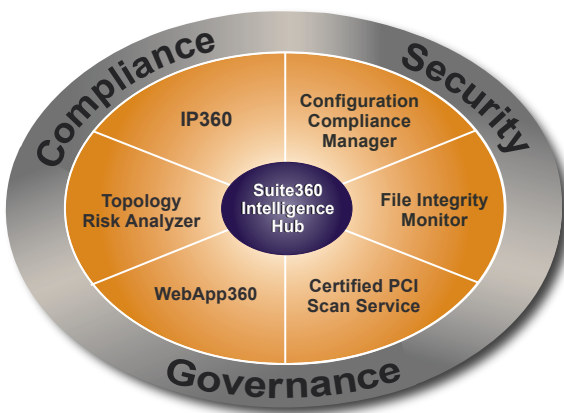 Compliance
Security
IP360
Configuration
Compliance
Manager
Topology
Risk Analyzer
Suite360
Intelligence
Hub
File Integrity
Monitor
WebApp360
Certified PCI
Scan Service
Governance